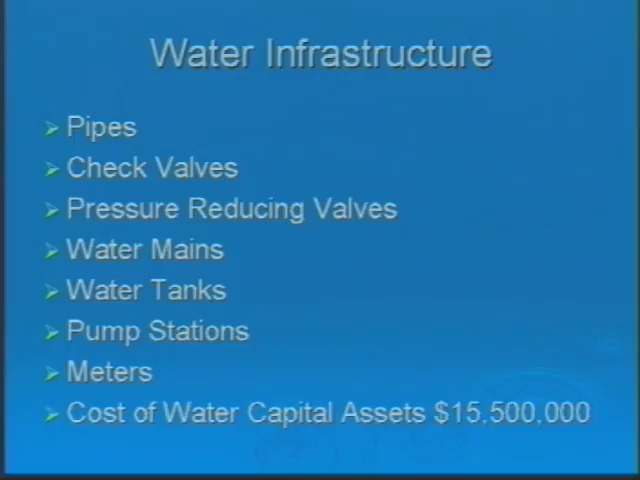 Water Infrastructure
Pipes
Check Valves
Pressure Reducing Valves
Water Mains
Water Tanks
Pump Stations
Meters
Cost of Water Capital Assets $15,500,000